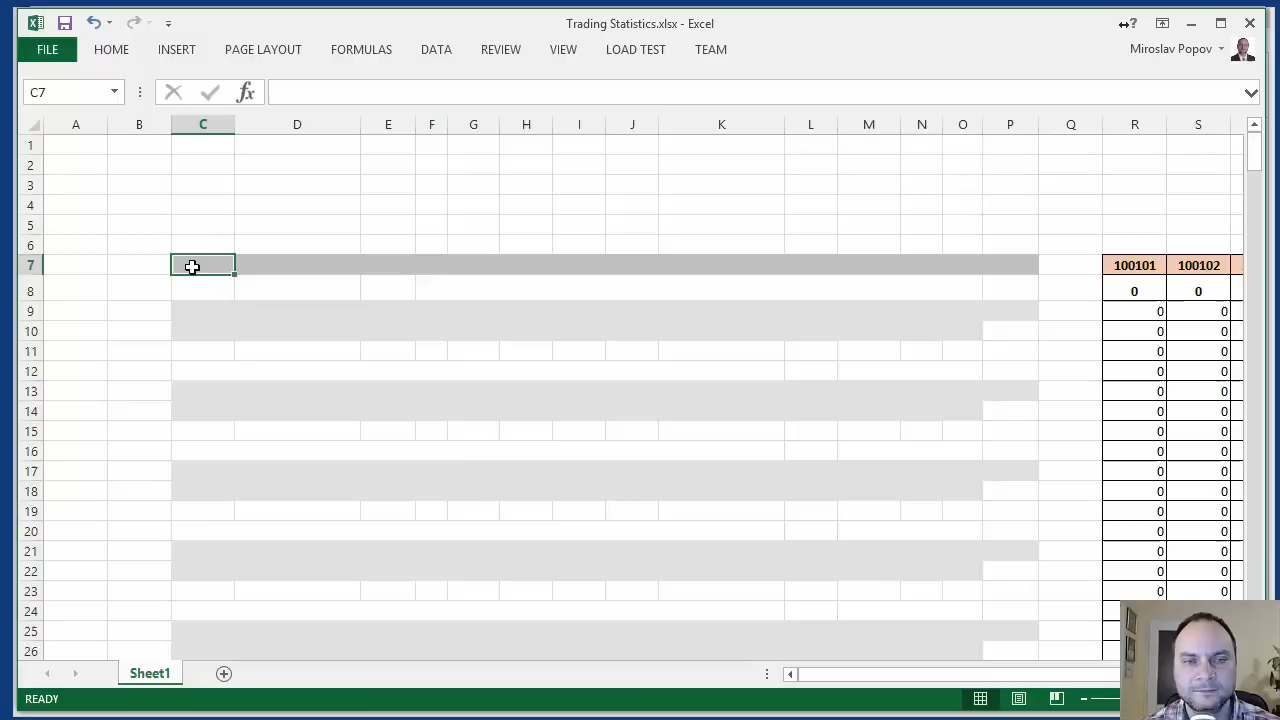 Trading Statistics.xlsx - Excel
FILE HOME INSERT PAGE LAYOUT FORMULAS DATA REVIEW VIEW LOAD TEST TEAM
Miroslav Popov
C7 fx
A B C D E F G H I J K L M N O P Q R S
1
2
3
4
5
6
7 100101 100102
8 0 0
9 0 0
10 0 0
11 0 0
12 0 0
13 0 0
14 0 0
15 0 0
16 0 0
17 0 0
18 0 0
19 0 0
20 0 0
21 0 0
22 0 0
23 0 0
24
25
26
Sheet1
READY